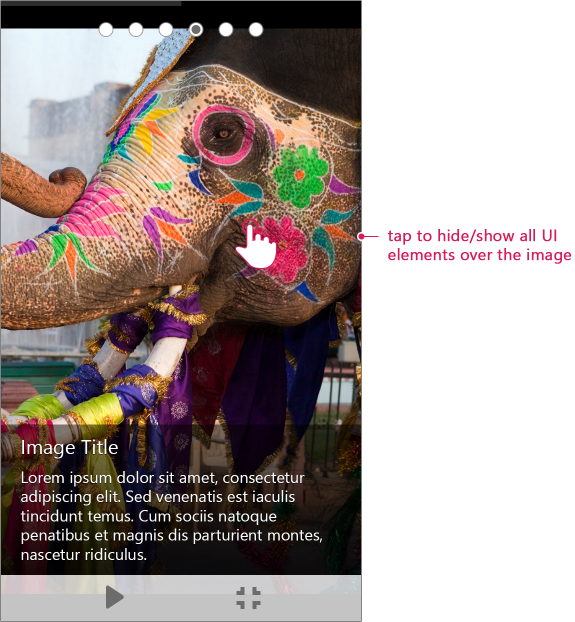 tap to hide/show all UI
elements over the image
Image Title
Lorem ipsum dolor sit amet, consectetur
adipiscing elit. Sed venenatis est iaculis
tincidunt temus. Cum sociis natoque
penatibus et magnis dis parturient montes,
nascetur ridiculus.